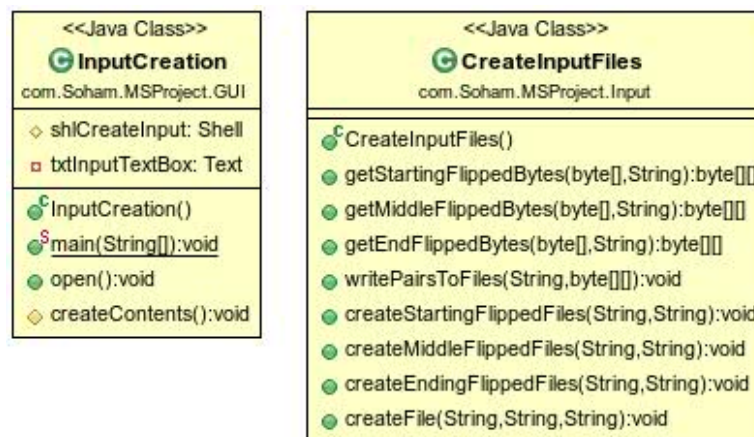 <<Java Class>>
InputCreation
com.Soham.MSProject.GUI
shlCreateInput: Shell
txtInputTextBox: Text
InputCreation()
main(String[]):void
open():void
createContents():void
<<Java Class>>
CreateInputFiles
com.Soham.MSProject.Input
CreateInputFiles()
getStartingFlippedBytes(byte[],String):byte[][]
getMiddleFlippedBytes(byte[],String):byte[][]
getEndFlippedBytes(byte[],String):byte[][]
writePairsToFiles(String,byte[][]):void
createStartingFlippedFiles(String,String):void
createMiddleFlippedFiles(String,String):void
createEndingFlippedFiles(String,String):void
createFile(String,String,String):void